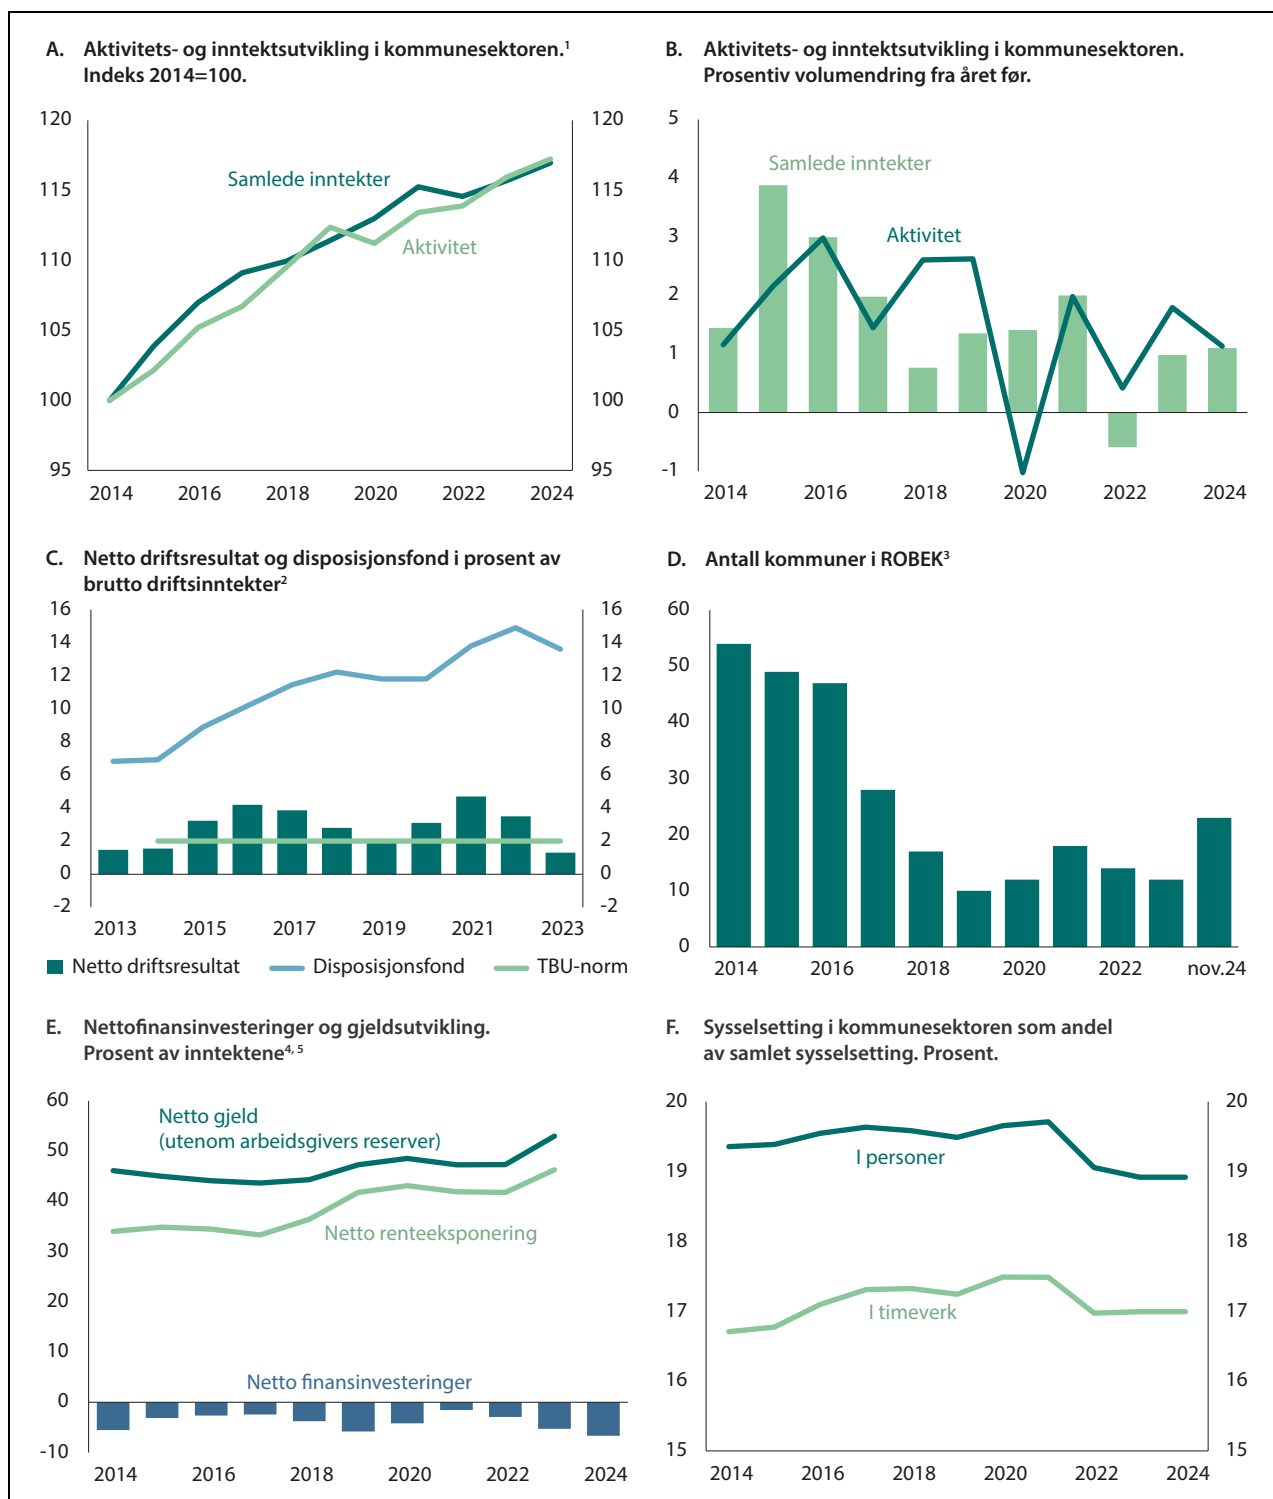 A. Aktivitets- og inntektsutvikling i kommunesektoren.¹
Indeks 2014=100.
120
115
110
105
100
95
120
115
110
105
100
95
Samlede inntekter
Aktivitet
2014 2016 2018 2020 2022 2024
B. Aktivitets- og inntektsutvikling i kommunesektoren.
Prosentiv volumendring fra året før.
5
4
3
2
1
0
-1
Samlede inntekter
Aktivitet
2014 2016 2018 2020 2022 2024
C. Netto driftsresultat og disposisjonsfond i prosent av
brutto driftsinntekter²
16
14
12
10
8
6
4
2
0
-2
16
14
12
10
8
6
4
2
0
-2
2013 2015 2017 2019 2021 2023
Netto driftsresultat Disposisjonsfond TBU-norm
D. Antall kommuner i ROBEK³
60
50
40
30
20
10
0
2014 2016 2018 2020 2022 nov.24
E. Nettofinansinvesteringer og gjeldsutvikling.
Prosent av inntektene⁴, ⁵
60
50
40
30
20
10
0
-10
Netto gjeld
(utenom arbeidsgivers reserver)
Netto renteeksponering
Netto finansinvesteringer
2014 2016 2018 2020 2022 2024
F. Sysselsetting i kommunesektoren som andel
av samlet sysselsetting. Prosent.
20
19
18
17
16
15
20
19
18
17
16
15
I personer
I timeverk
2014 2016 2018 2020 2022 2024